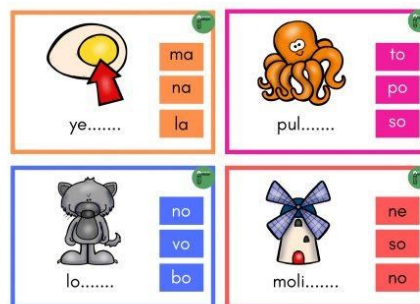 ma
na
la
ye.......
to
po
so
pul.......
no
vo
bo
lo.......
ne
so
no
moli.......